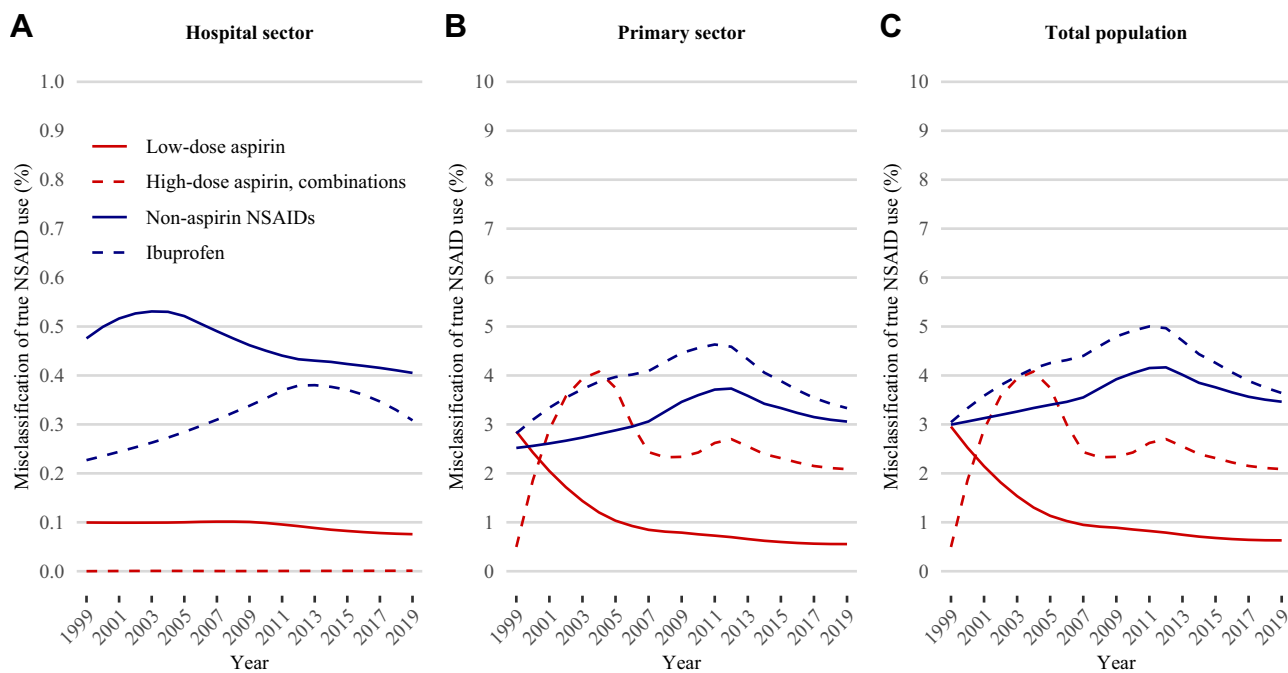 A
Hospital sector
Misclassification of true NSAID use (%)
1.0
0.9
0.8
0.7
0.6
0.5
0.4
0.3
0.2
0.1
0.0
Low-dose aspirin
High-dose aspirin, combinations
Non-aspirin NSAIDs
Ibuprofen
1999 2001 2003 2005 2007 2009 2011 2013 2015 2017 2019
Year
B
Primary sector
Misclassification of true NSAID use (%)
10
9
8
7
6
5
4
3
2
1
0
1999 2001 2003 2005 2007 2009 2011 2013 2015 2017 2019
Year
C
Total population
Misclassification of true NSAID use (%)
10
9
8
7
6
5
4
3
2
1
0
1999 2001 2003 2005 2007 2009 2011 2013 2015 2017 2019
Year